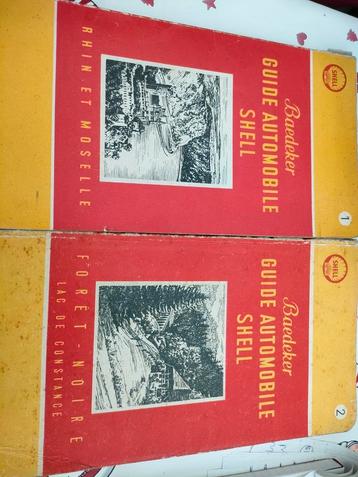 SHELL
1
Baedeker
GUIDE AUTOMOBILE
SHELL
RHIN ET MOSELLE
SHELL
2
Baedeker
GUIDE AUTOMOBILE
SHELL
FORÊT-NOIRE
LAC DE CONSTANCE